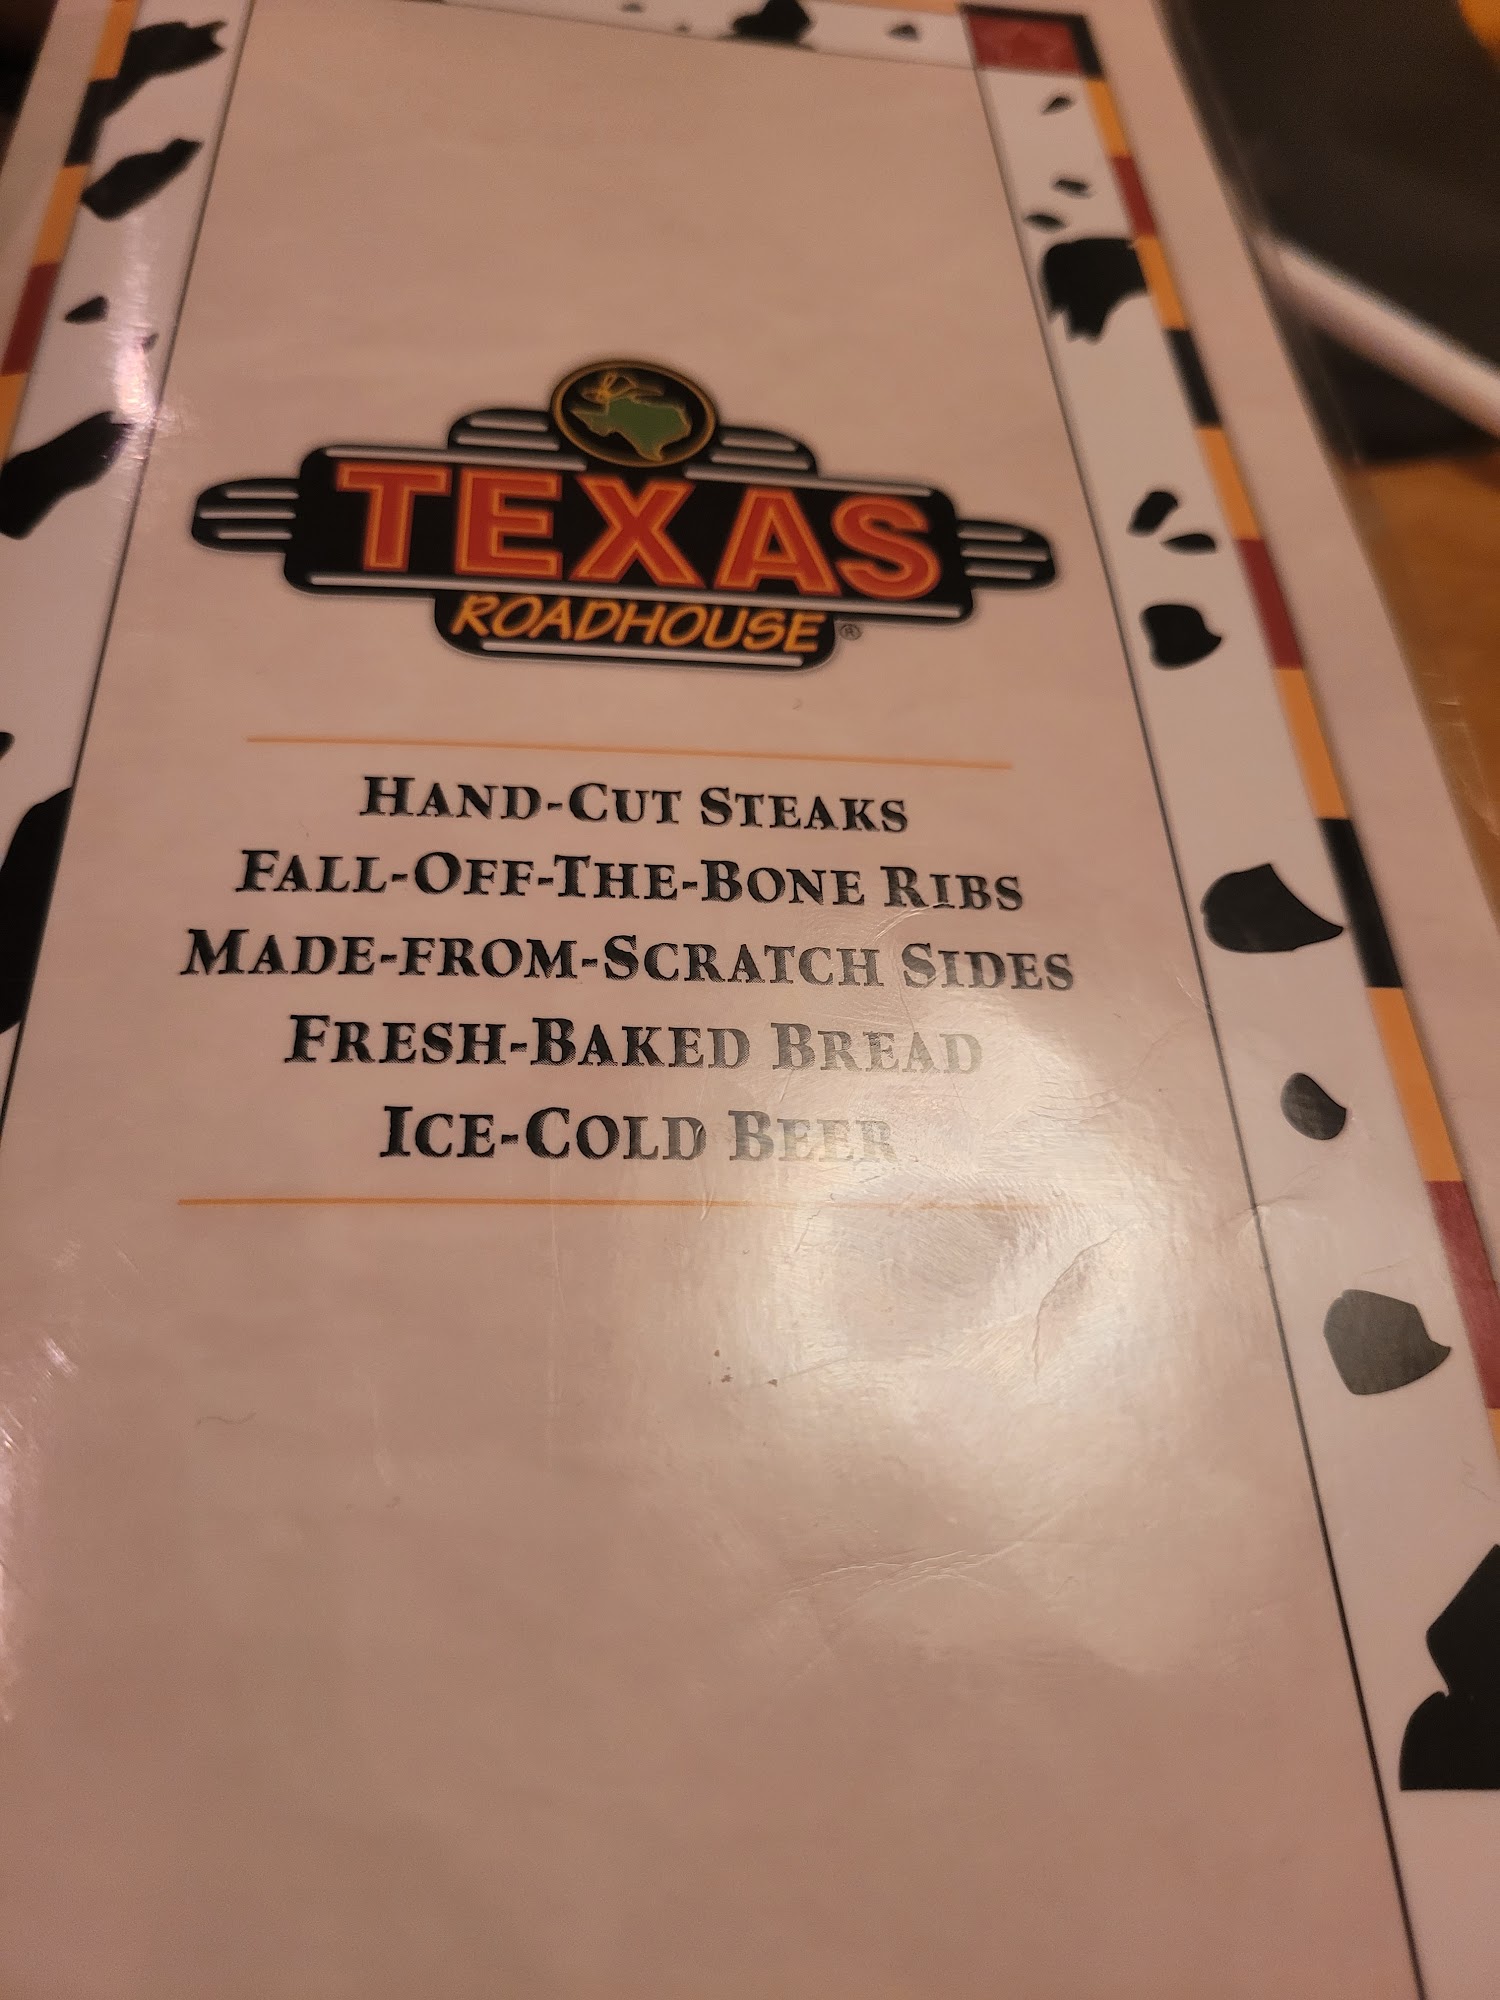 TEXAS
ROADHOUSE®
HAND-CUT STEAKS
FALL-OFF-THE-BONE RIBS
MADE-FROM-SCRATCH SIDES
FRESH-BAKED BREAD
ICE-COLD BEER